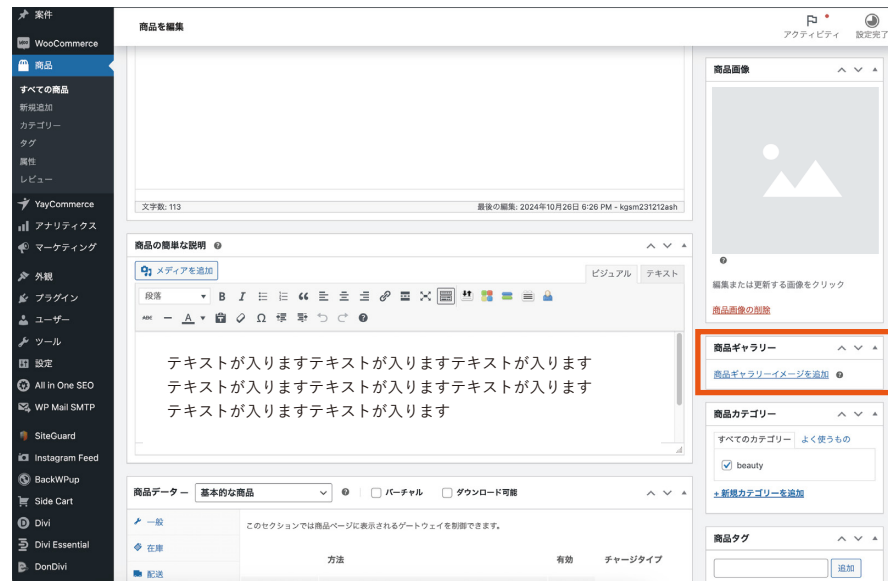 案件
WooCommerce
商品
すべての商品
新規追加
カテゴリー
タグ
属性
レビュー
YayCommerce
アナリティクス
マーケティング
外観
プラグイン
ユーザー
ツール
設定
All in One SEO
WP Mail SMTP
SiteGuard
Instagram Feed
BackWPup
Side Cart
Divi
Divi Essential
DonDivi
商品を編集
アクティビティ
設定完了
文字数: 113
最後の編集: 2024年10月26日 6:26 PM - kgsm231212ash
商品の簡単な説明
メディアを追加
ビジュアル テキスト
段落
テキストが入りますテキストが入りますテキストが入ります
テキストが入りますテキストが入りますテキストが入ります
テキストが入りますテキストが入ります
商品データ — 基本的な商品 バーチャル ダウンロード可能
一般
在庫
配送
このセクションでは商品ページに表示されるゲートウェイを制御できます。
方法 有効 チャージタイプ
商品画像
編集または更新する画像をクリック
商品画像の削除
商品ギャラリー
商品ギャラリーイメージを追加
商品カテゴリー
すべてのカテゴリー よく使うもの
beauty
+ 新規カテゴリーを追加
商品タグ
追加